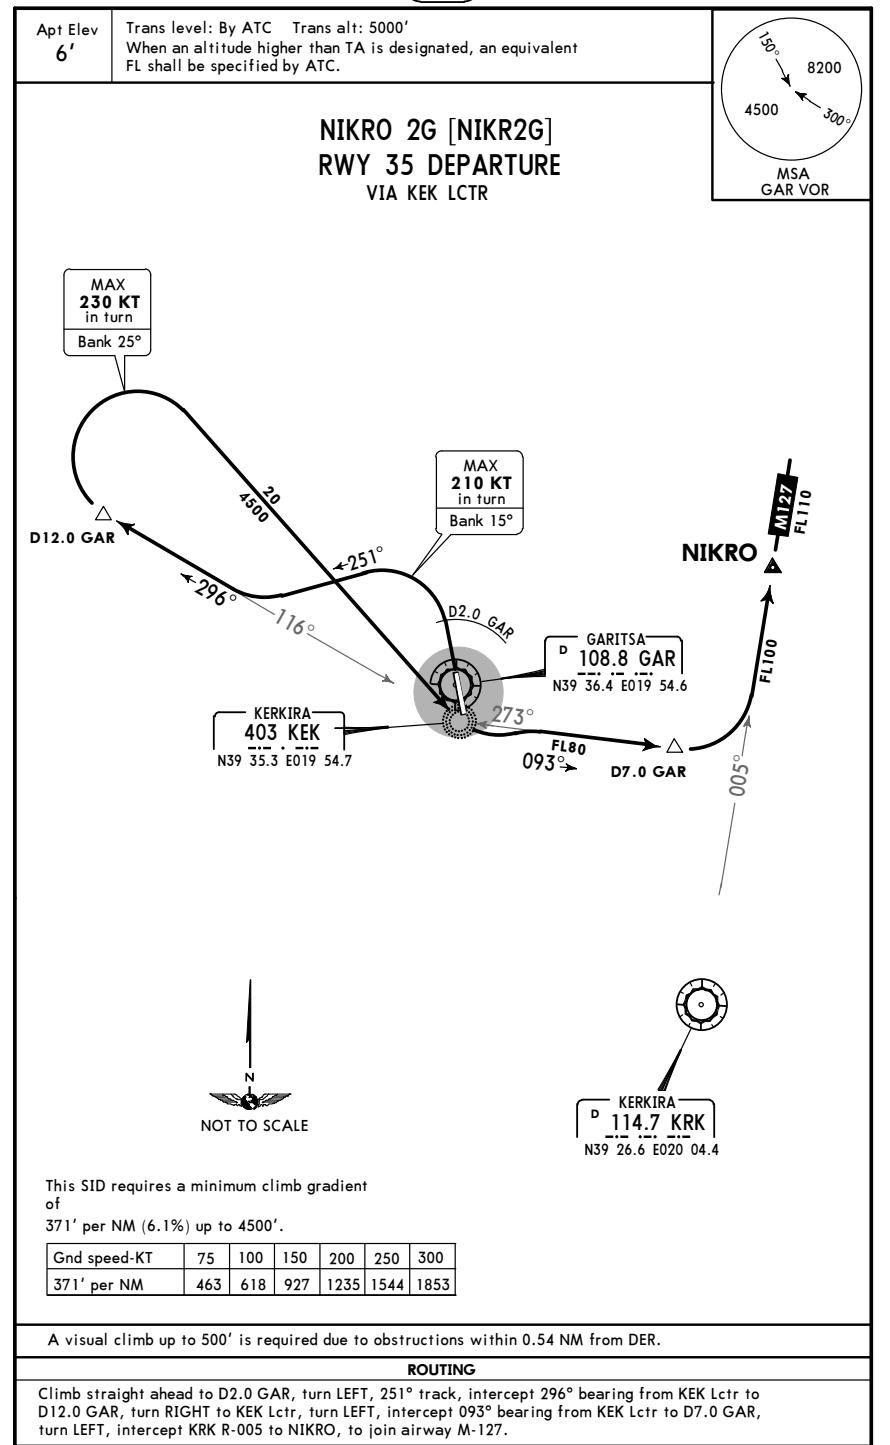 Apt Elev
6'
Trans level: By ATC    Trans alt: 5000'
When an altitude higher than TA is designated, an equivalent
FL shall be specified by ATC.
150°
8200
4500
300°
MSA
GAR VOR
NIKRO 2G [NIKR2G]
RWY 35 DEPARTURE
VIA KEK LCTR
MAX
230 KT
in turn
Bank 25°
MAX
210 KT
in turn
Bank 15°
20
4500
D12.0 GAR
251°
296°
116°
D2.0 GAR
M127
FL110
NIKRO
FL100
GARITSA
D 108.8 GAR
N39 36.4 E019 54.6
KERKIRA
403 KEK
N39 35.3 E019 54.7
273°
FL80
093°
D7.0 GAR
005°
N
NOT TO SCALE
KERKIRA
D 114.7 KRK
N39 26.6 E020 04.4
This SID requires a minimum climb gradient
of
371' per NM (6.1%) up to 4500'.
Gnd speed-KT 75 100 150 200 250 300
371' per NM 463 618 927 1235 1544 1853
A visual climb up to 500' is required due to obstructions within 0.54 NM from DER.
ROUTING
Climb straight ahead to D2.0 GAR, turn LEFT, 251° track, intercept 296° bearing from KEK Lctr to
D12.0 GAR, turn RIGHT to KEK Lctr, turn LEFT, intercept 093° bearing from KEK Lctr to D7.0 GAR,
turn LEFT, intercept KRK R-005 to NIKRO, to join airway M-127.